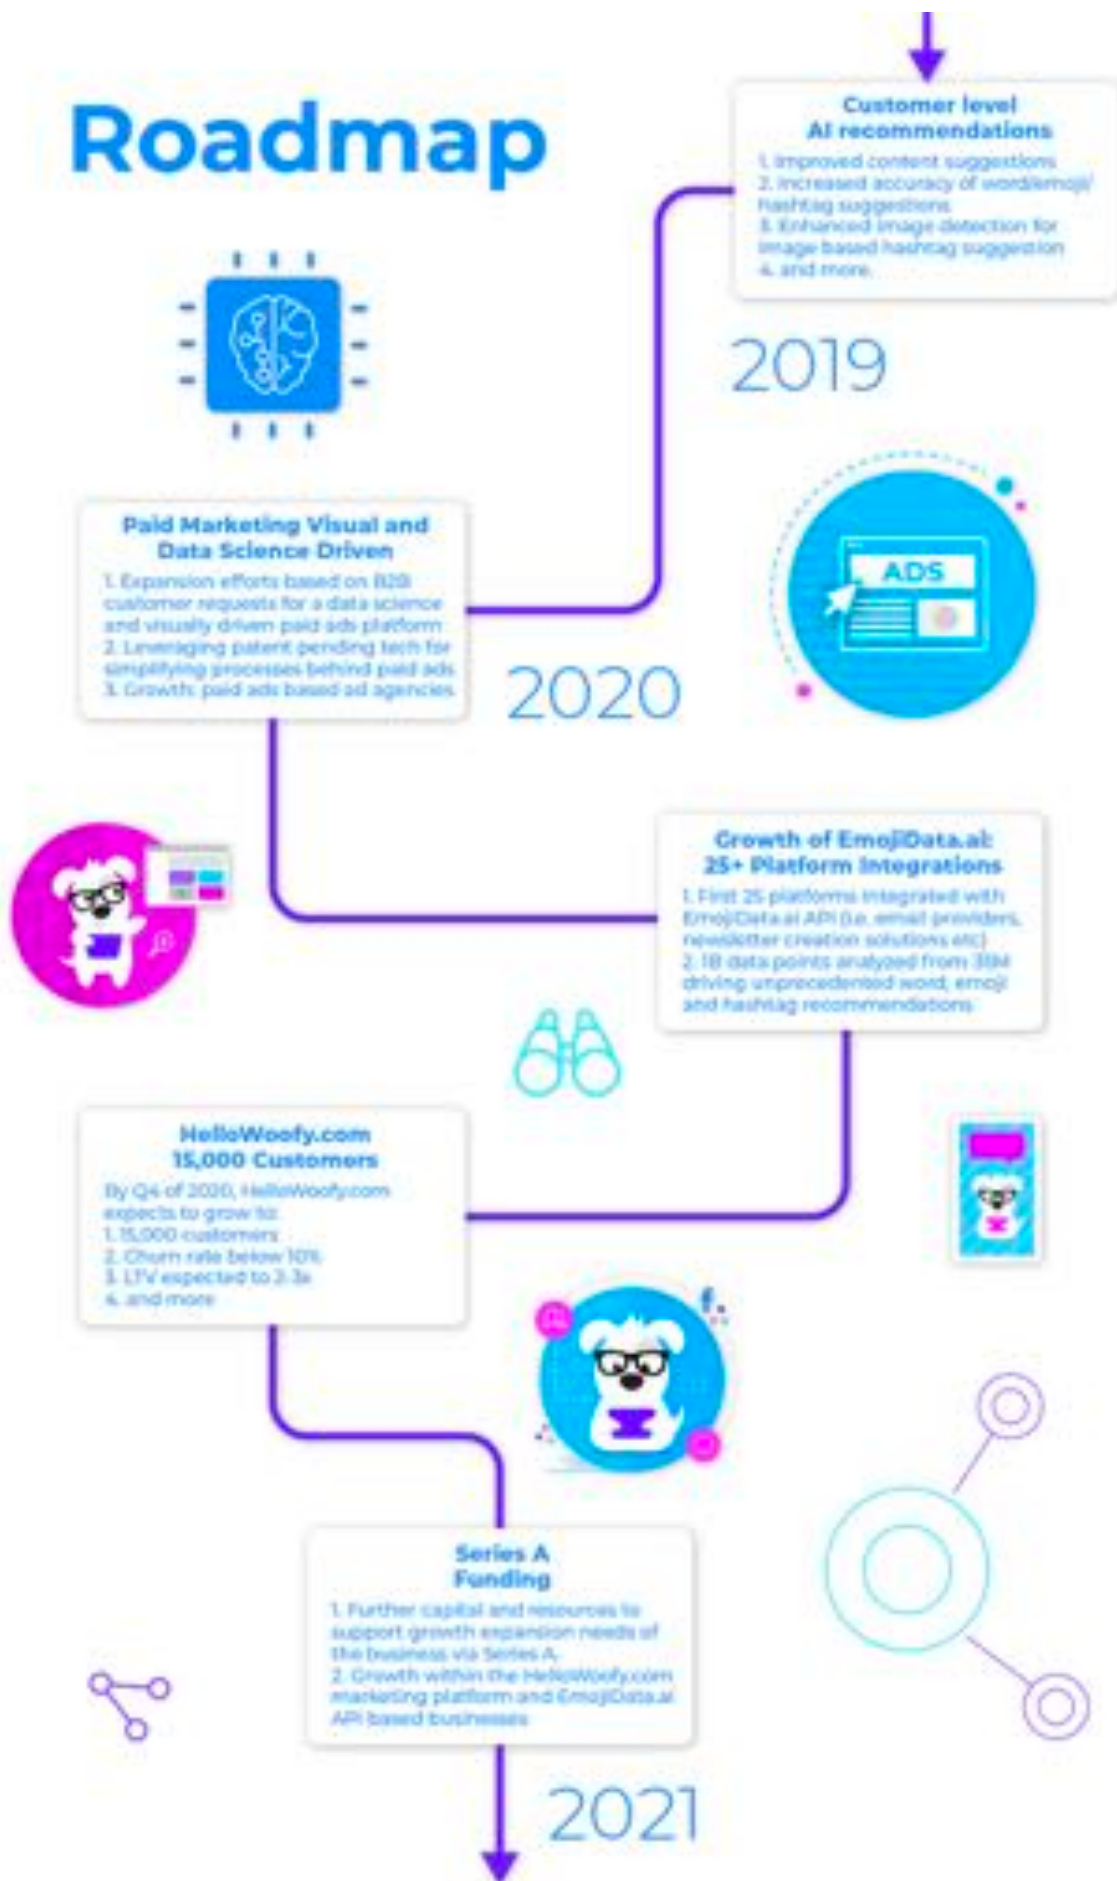 Roadmap
Customer level
AI recommendations
1. Improved content suggestions
2. Increased accuracy of word/emoji/
hashtag suggestions
3. Enhanced image detection for
image based hashtag suggestion
4. and more.
2019
ADS
Paid Marketing Visual and
Data Science Driven
1. Expansion efforts based on B2B
customer requests for a data science
and visually driven paid ads platform
2. Leveraging patent pending tech for
simplifying processes behind paid ads
3. Growth: paid ads based ad agencies
2020
Growth of EmojiData.ai:
25+ Platform Integrations
1. First 25 platforms integrated with
EmojiData.ai API (i.e. email providers,
newsletter creation solutions etc)
2. 1B data points analyzed from
driving unprecedented word, emoji
and hashtag recommendations
HelloWoofy.com
15,000 Customers
By Q4 of 2020, HelloWoofy.com
expects to grow to:
1. 15,000 customers
2. Churn rate below 10%
3. LTV expected to 2-3x
4. and more
Series A
Funding
1. Further capital and resources to
support growth expansion needs of
the business via Series A.
2. Growth within the HelloWoofy.com
marketing platform and EmojiData.ai
API based businesses
2021